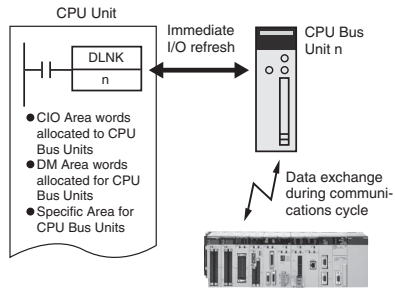 CPU Unit
DLNK
n
● CIO Area words
allocated to CPU
Bus Units
● DM Area words
allocated for CPU
Bus Units
● Specific Area for
CPU Bus Units
Immediate
I/O refresh
CPU Bus
Unit n
Data exchange
during communi-
cations cycle